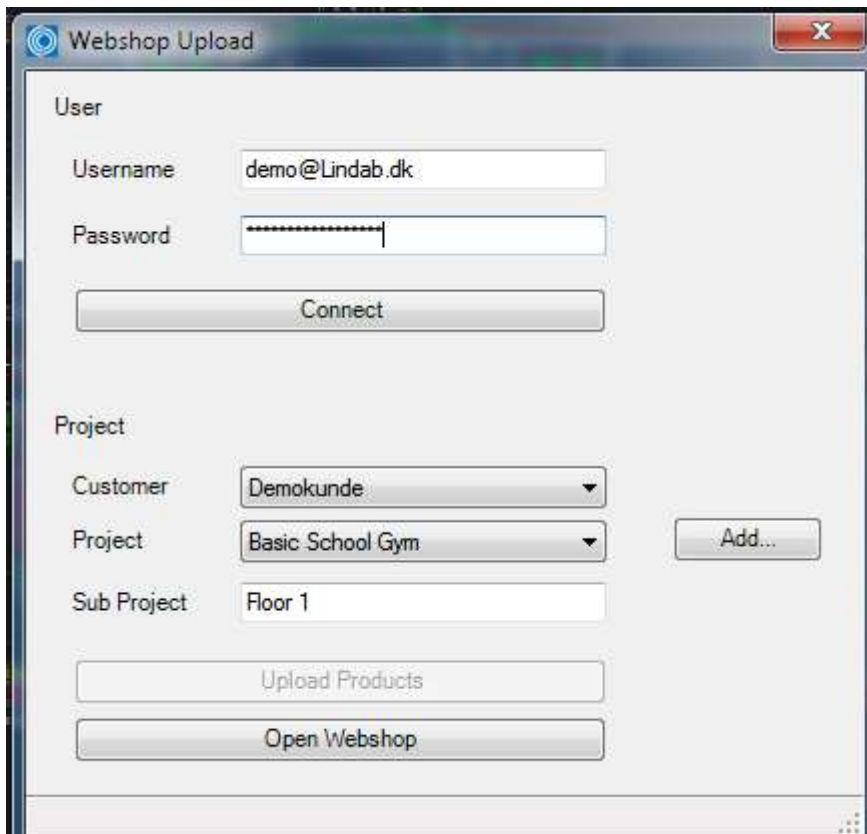 Webshop Upload
User
Username demo@Lindab.dk
Password *****************
Connect
Project
Customer Demokunde
Project Basic School Gym Add...
Sub Project Floor 1
Upload Products
Open Webshop